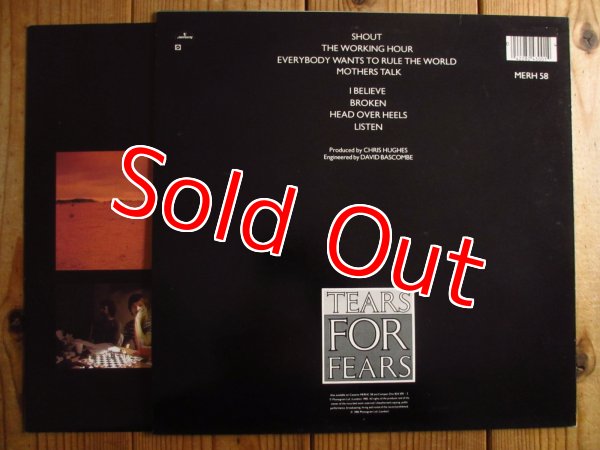 SHOUT
THE WORKING HOUR
EVERYBODY WANTS TO RULE THE WORLD
MOTHERS TALK
MERH 58
I BELIEVE
BROKEN
HEAD OVER HEELS
LISTEN
Produced by CHRIS HUGHES
Engineered by DAVID BASCOMBE
Sold Out
TEARS
FOR
FEARS